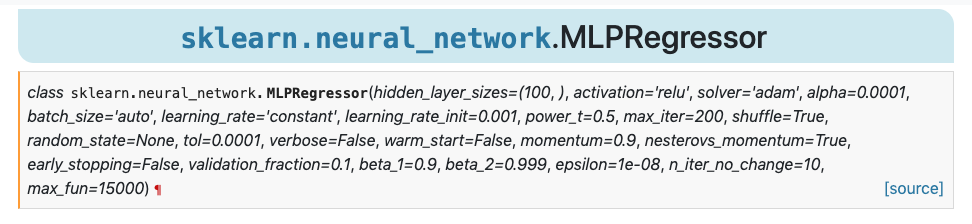 sklearn.neural_network.MLPRegressor
class sklearn.neural_network.MLPRegressor(hidden_layer_sizes=(100, ), activation='relu', solver='adam', alpha=0.0001,
batch_size='auto', learning_rate='constant', learning_rate_init=0.001, power_t=0.5, max_iter=200, shuffle=True,
random_state=None, tol=0.0001, verbose=False, warm_start=False, momentum=0.9, nesterovs_momentum=True,
early_stopping=False, validation_fraction=0.1, beta_1=0.9, beta_2=0.999, epsilon=1e-08, n_iter_no_change=10,
max_fun=15000) ¶ [source]